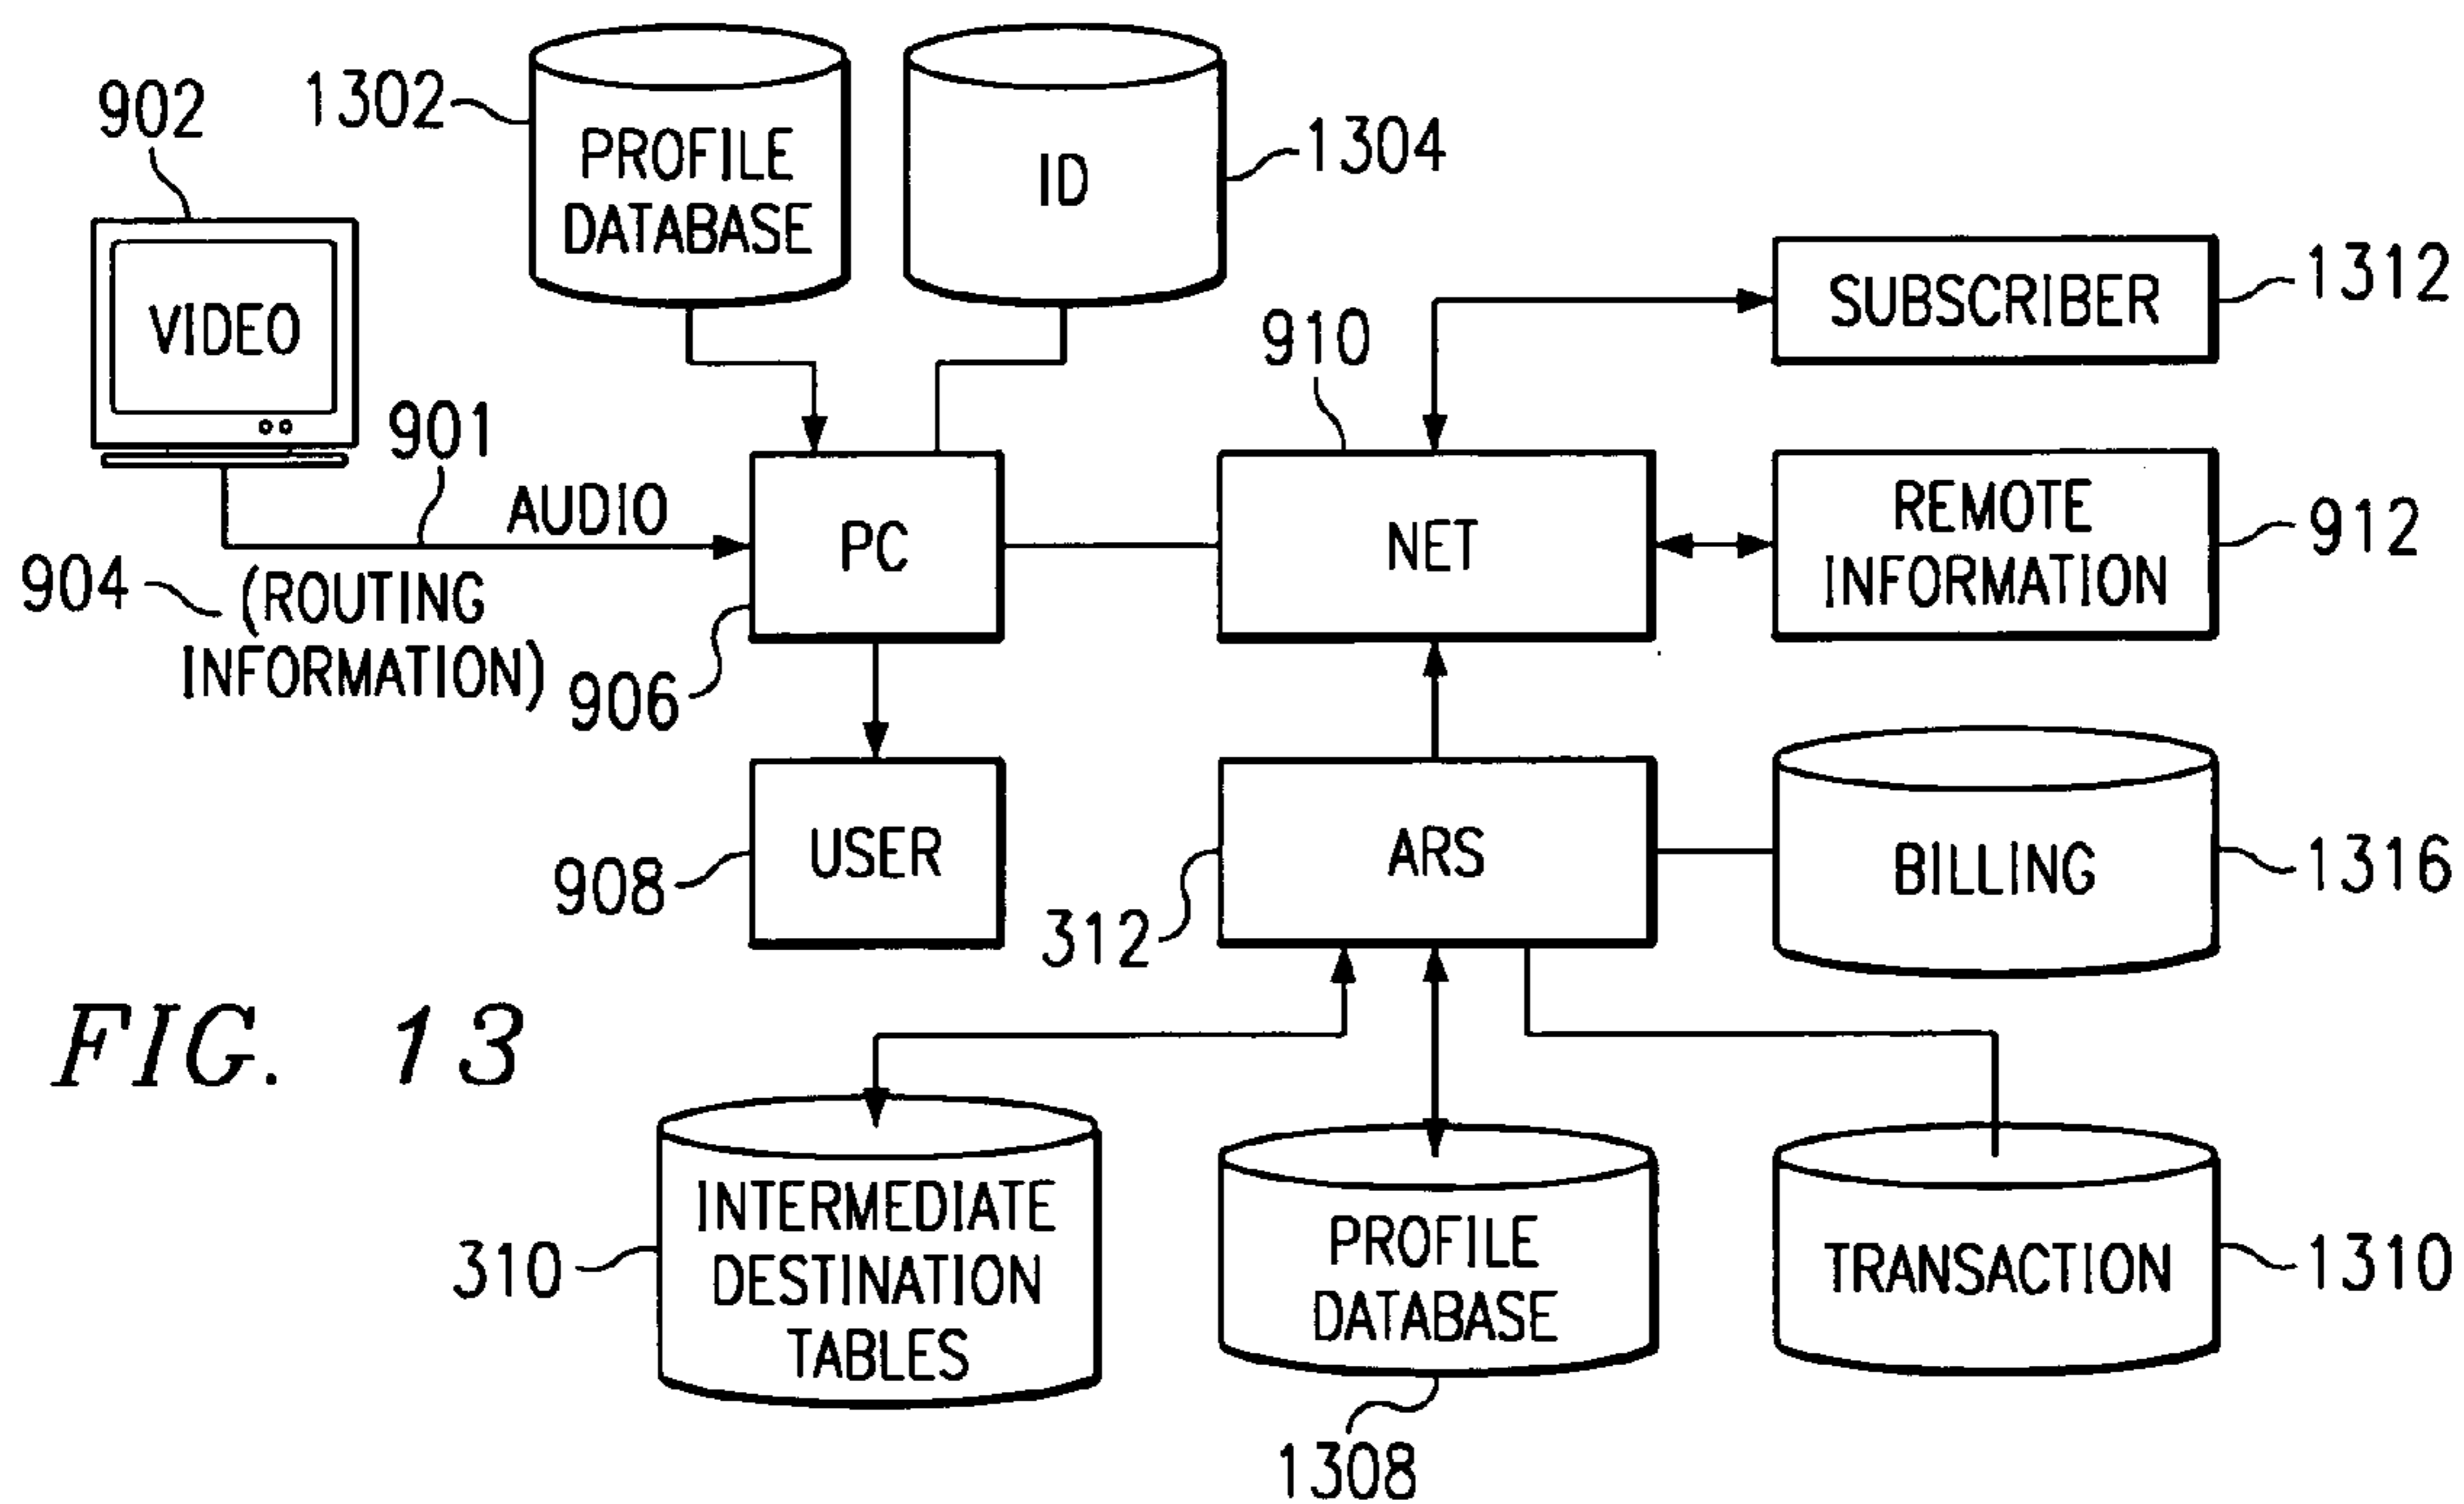 902
1302
PROFILE
DATABASE
ID
1304
VIDEO
910
SUBSCRIBER
1312
901
AUDIO
904
(ROUTING
INFORMATION)
PC
906
NET
REMOTE
INFORMATION
912
USER
908
ARS
312
BILLING
1316
FIG. 13
INTERMEDIATE
DESTINATION
TABLES
310
PROFILE
DATABASE
1308
TRANSACTION
1310